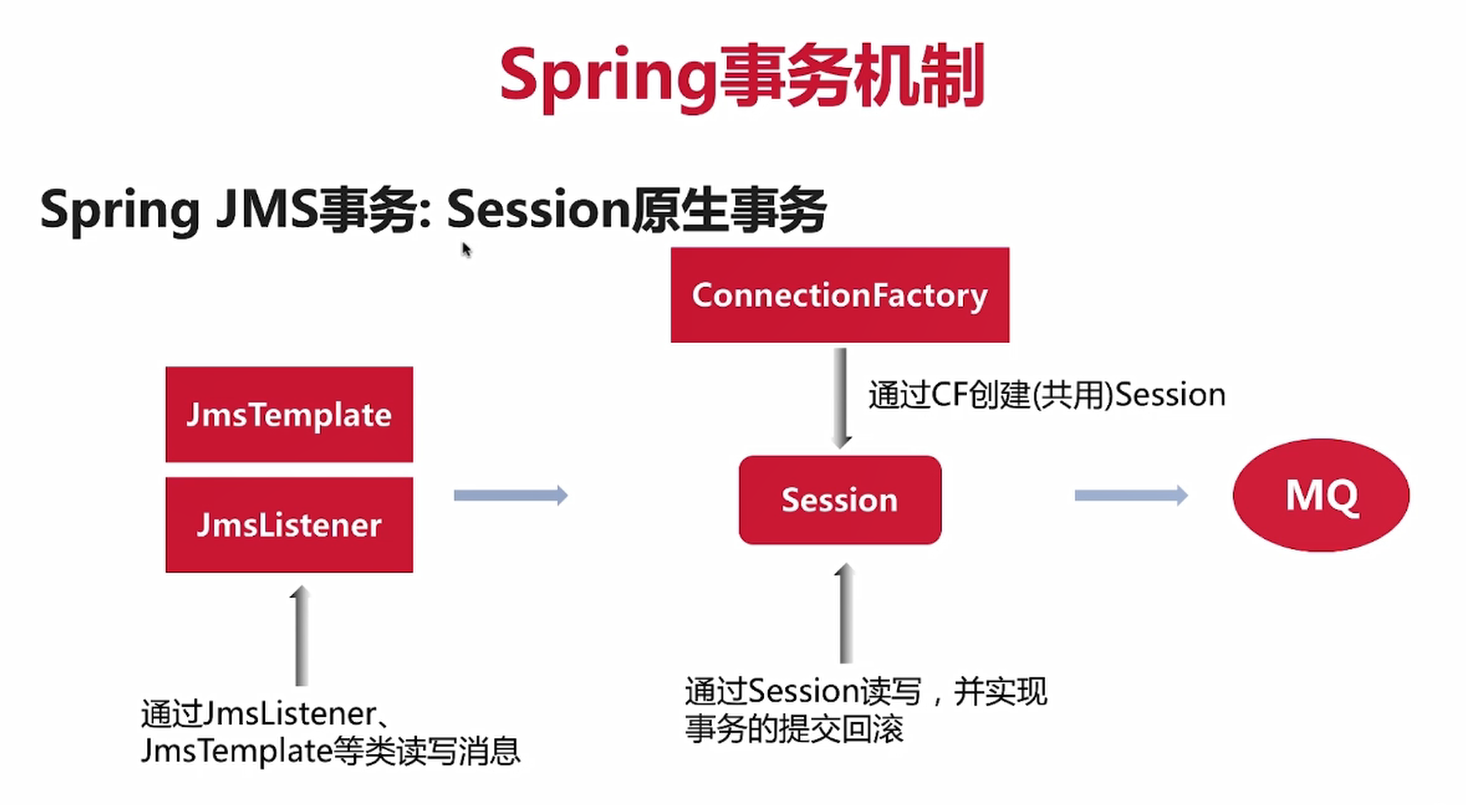 Spring事务机制
Spring JMS事务: Session原生事务
ConnectionFactory
通过CF创建(共用)Session
JmsTemplate
JmsListener
Session
MQ
通过JmsListener、
JmsTemplate等类读写消息
通过Session读写，并实现
事务的提交回滚